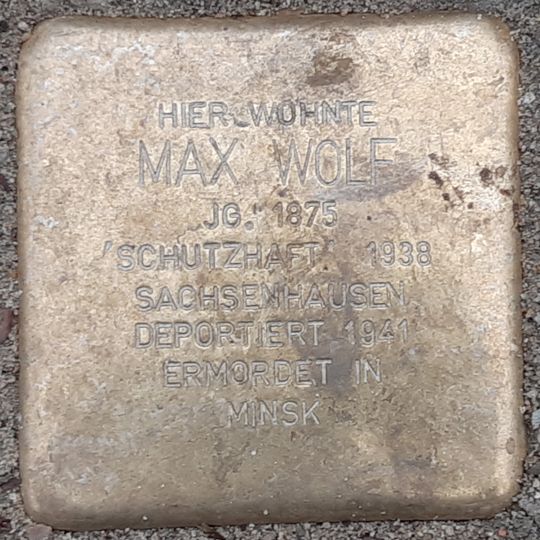 HIER WOHNTE
MAX WOLF
JG. 1875
'SCHUTZHAFT' 1938
SACHSENHAUSEN
DEPORTIERT 1941
ERMORDET IN
MINSK